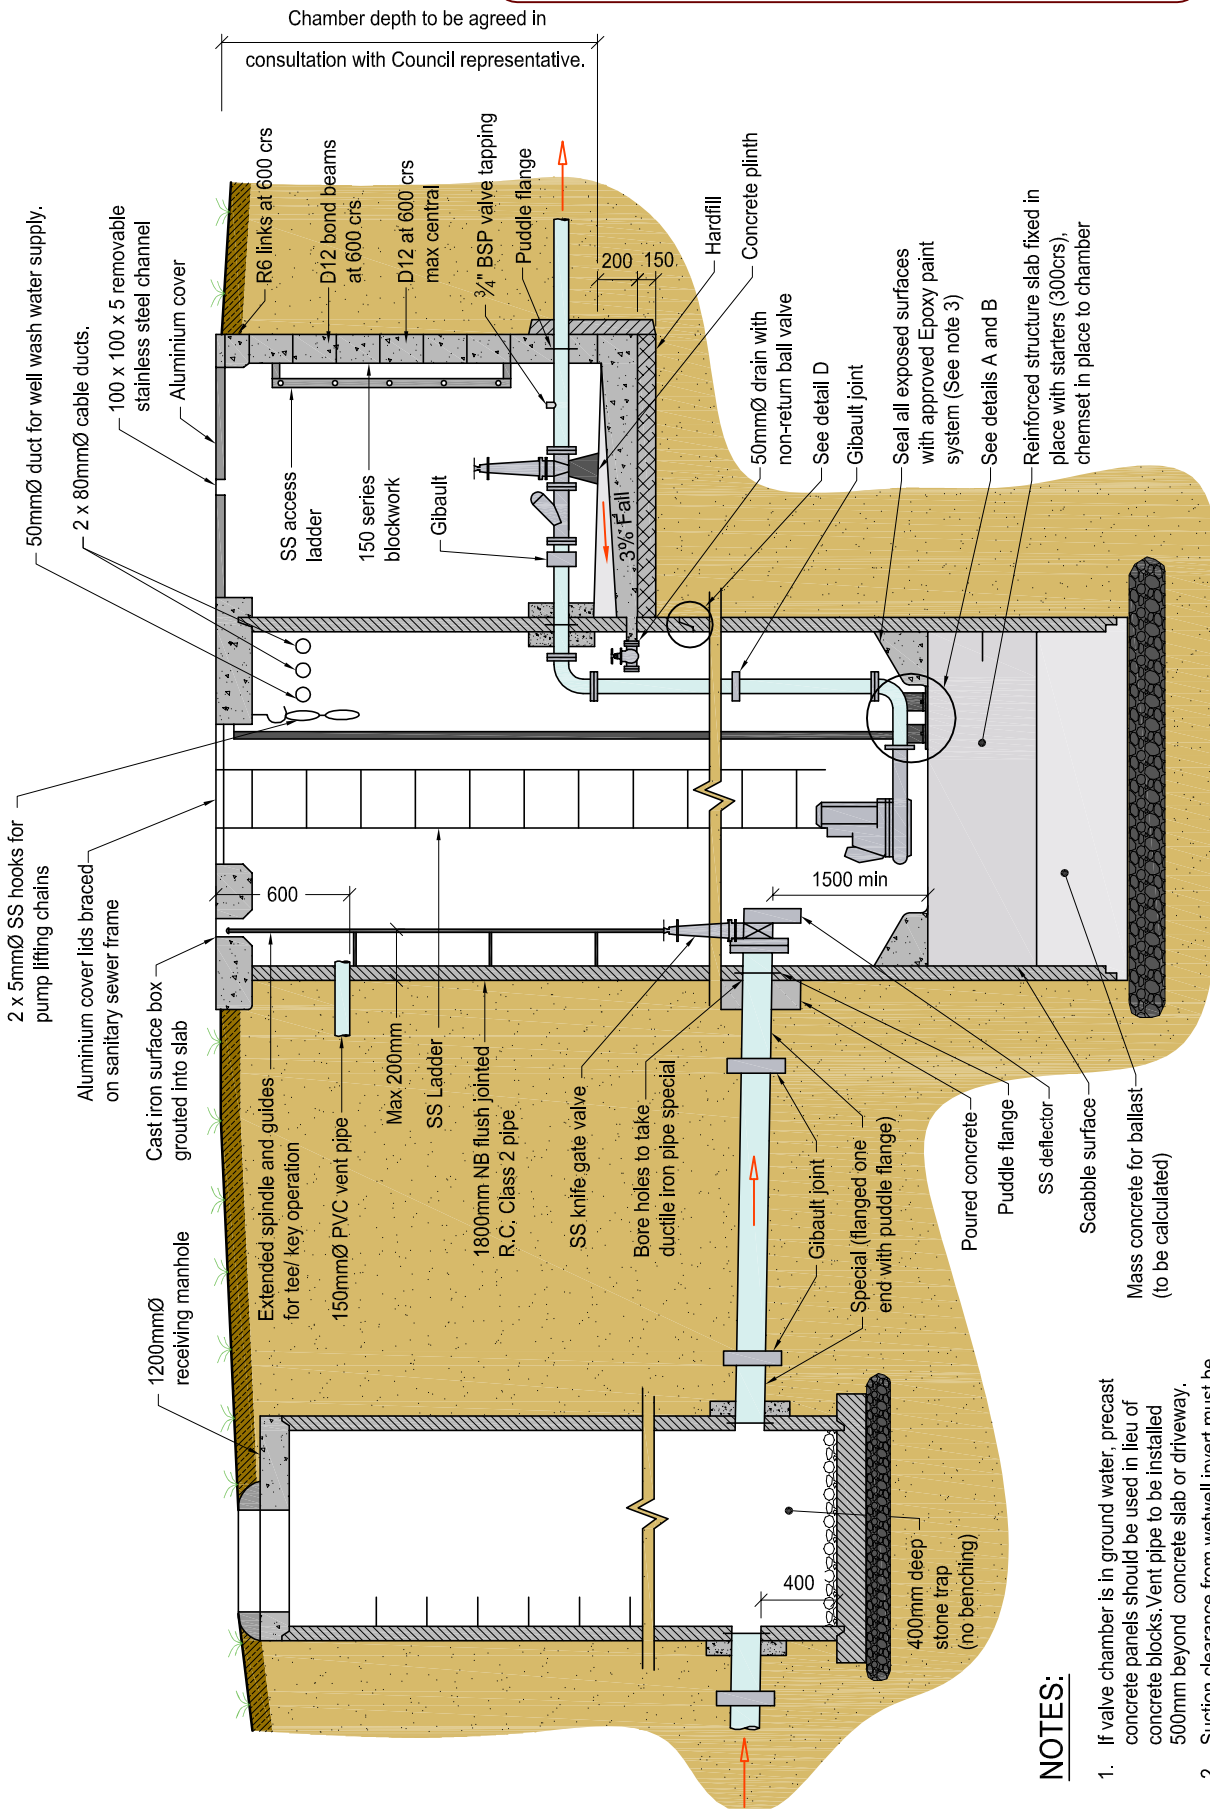 Chamber depth to be agreed in
consultation with Council representative.
50mmØ duct for well wash water supply.
2 x 80mmØ cable ducts.
100 x 100 x 5 removable
stainless steel channel
Aluminium cover
R6 links at 600 crs
D12 bond beams
at 600 crs
D12 at 600 crs
max central
3/4" BSP valve tapping
Puddle flange
200
150
Hardfill
Concrete plinth
SS access
ladder
150 series
blockwork
Gibault
3% Fall
50mmØ drain with
non-return ball valve
See detail D
Gibault joint
Seal all exposed surfaces
with approved Epoxy paint
system (See note 3)
See details A and B
Reinforced structure slab fixed in
place with starters (300crs),
chemset in place to chamber
2 x 5mmØ SS hooks for
pump lifting chains
Aluminium cover lids braced
on sanitary sewer frame
Cast iron surface box
grouted into slab
600
1500 min
1200mmØ
receiving manhole
Extended spindle and guides
for tee/ key operation
150mmØ PVC vent pipe
Max 200mm
SS Ladder
1800mm NB flush jointed
R.C. Class 2 pipe
SS knife gate valve
Bore holes to take
ductile iron pipe special
Gibault joint
Special (flanged one
end with puddle flange)
Poured concrete
Puddle flange
SS deflector
Scabble surface
Mass concrete for ballast
(to be calculated)
400
400mm deep
stone trap
(no benching)
NOTES:
1. If valve chamber is in ground water, precast
concrete panels should be used in lieu of
concrete blocks.Vent pipe to be installed
500mm beyond concrete slab or driveway.
2. Suction clearance from wetwell invert must be